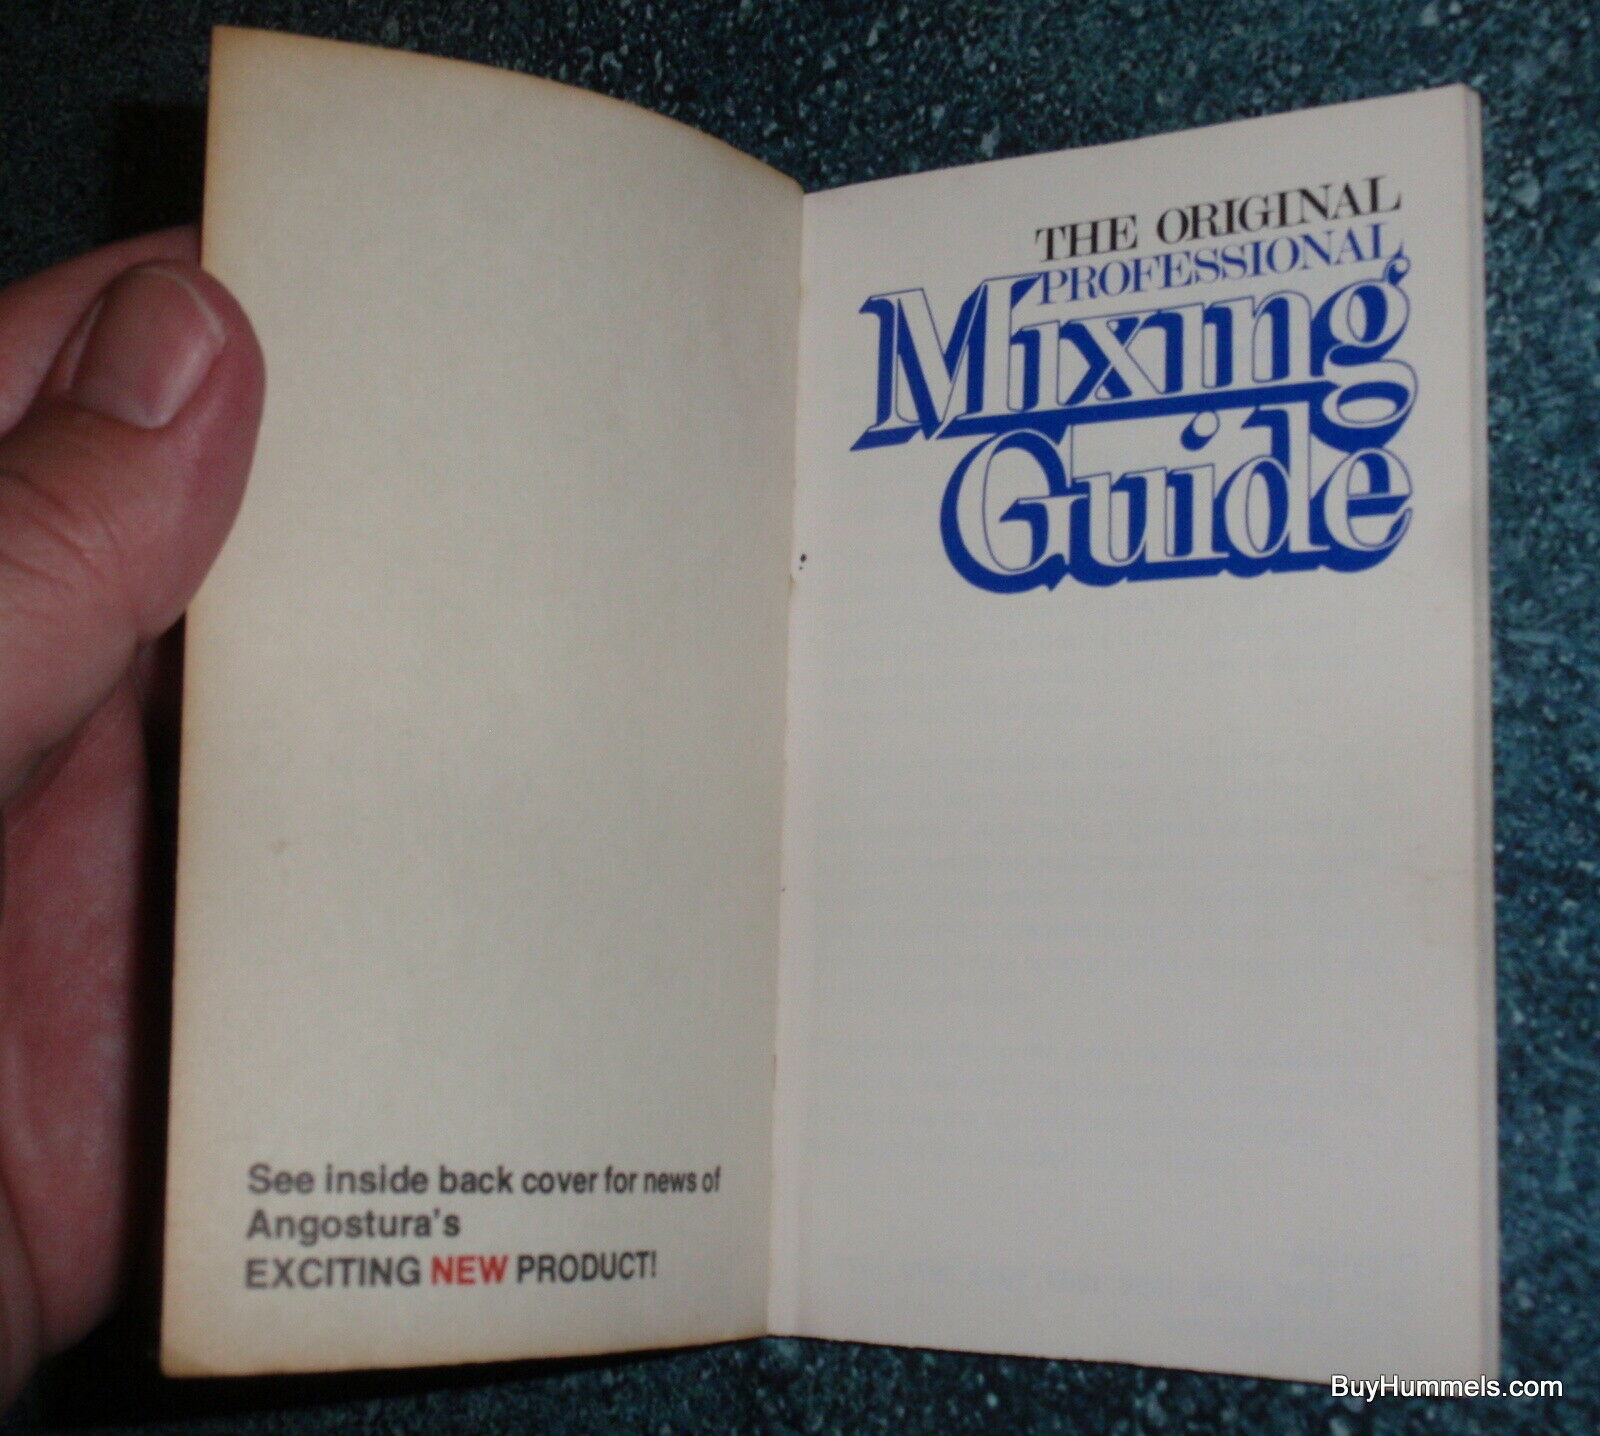 See inside back cover for news of
Angostura's
EXCITING NEW PRODUCT!
THE ORIGINAL
PROFESSIONAL
Mixing
Guide
BuyHummels.com